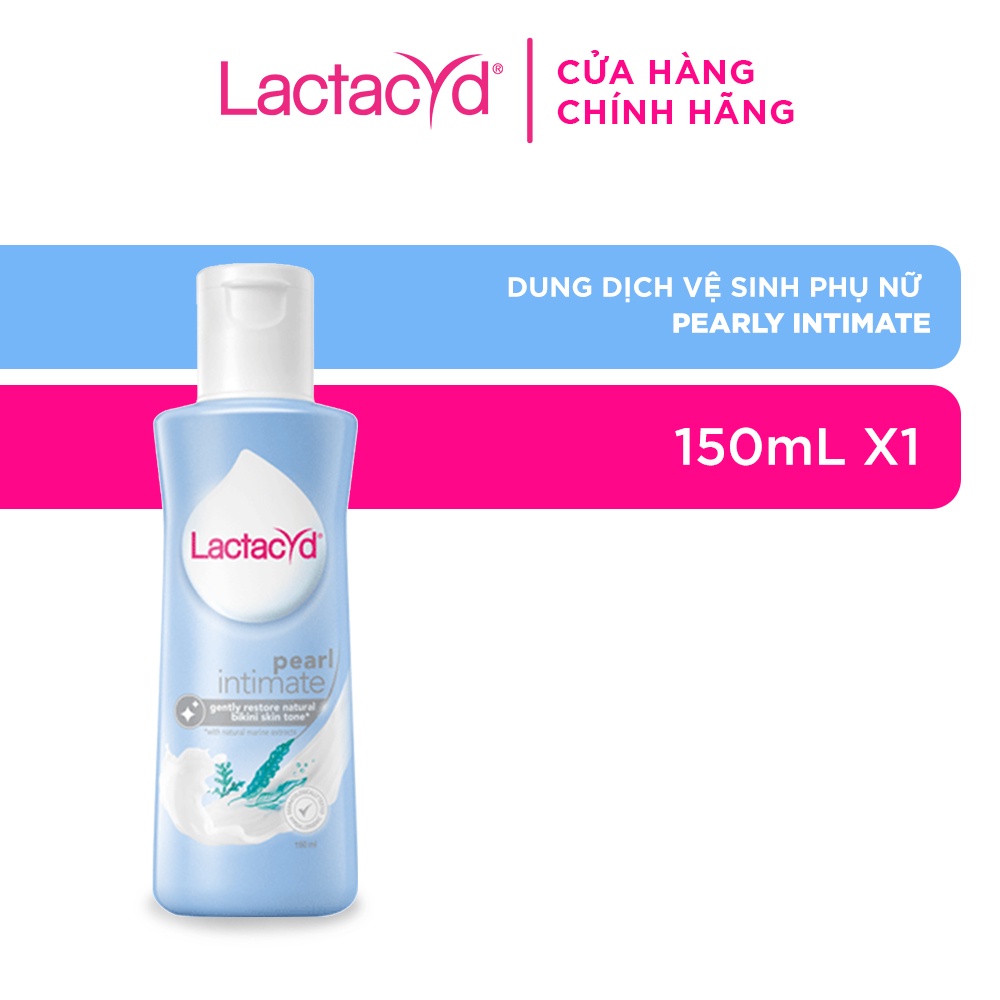 Lactacyd®
CỬA HÀNG
CHÍNH HÃNG
DUNG DỊCH VỆ SINH PHỤ NỮ
PEARLY INTIMATE
150mL X1
Lactacyd®
pearl
intimate
gently restore natural
bikini skin tone*
*with natural marine extracts
150 ml